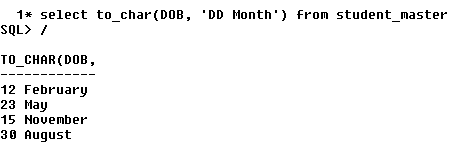 1* select to_char(DOB, 'DD Month') from student_master
SQL> /
TO_CHAR(DOB,
------------
12 February
23 May
15 November
30 August